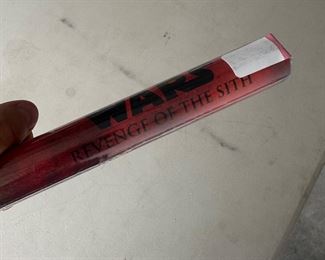 WARS
REVENGE OF THE SITH